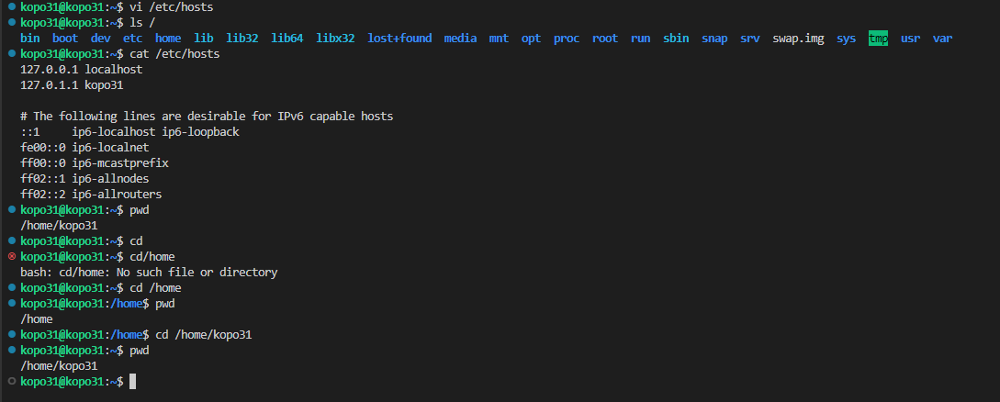 kopo31@kopo31:~$ vi /etc/hosts
kopo31@kopo31:~$ ls /
bin boot dev etc home lib lib32 lib64 libx32 lost+found media mnt opt proc root run sbin snap srv swap.img sys tmp usr var
kopo31@kopo31:~$ cat /etc/hosts
127.0.0.1 localhost
127.0.1.1 kopo31

# The following lines are desirable for IPv6 capable hosts
::1     ip6-localhost ip6-loopback
fe00::0 ip6-localnet
ff00::0 ip6-mcastprefix
ff02::1 ip6-allnodes
ff02::2 ip6-allrouters
kopo31@kopo31:~$ pwd
/home/kopo31
kopo31@kopo31:~$ cd
kopo31@kopo31:~$ cd/home
bash: cd/home: No such file or directory
kopo31@kopo31:~$ cd /home
kopo31@kopo31:/home$ pwd
/home
kopo31@kopo31:/home$ cd /home/kopo31
kopo31@kopo31:~$ pwd
/home/kopo31
kopo31@kopo31:~$